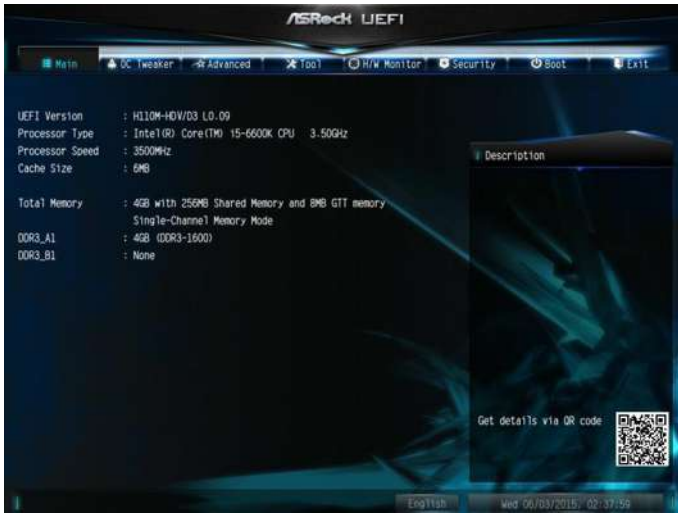 ASRock UEFI
Main OC Tweaker Advanced Tool H/W Monitor Security Boot Exit
UEFI Version : H110M-HDV/D3 L0.09
Processor Type : Intel(R) Core(TM) i5-6600K CPU 3.50GHz
Processor Speed : 3500MHz
Cache Size : 6MB
Description
Total Memory : 4GB with 256MB Shared Memory and 8MB GTT memory
Single-Channel Memory Mode
DDR3_A1 : 4GB (DDR3-1600)
DDR3_B1 : None
Get details via QR code
English Wed 06/03/2015, 02:37:59